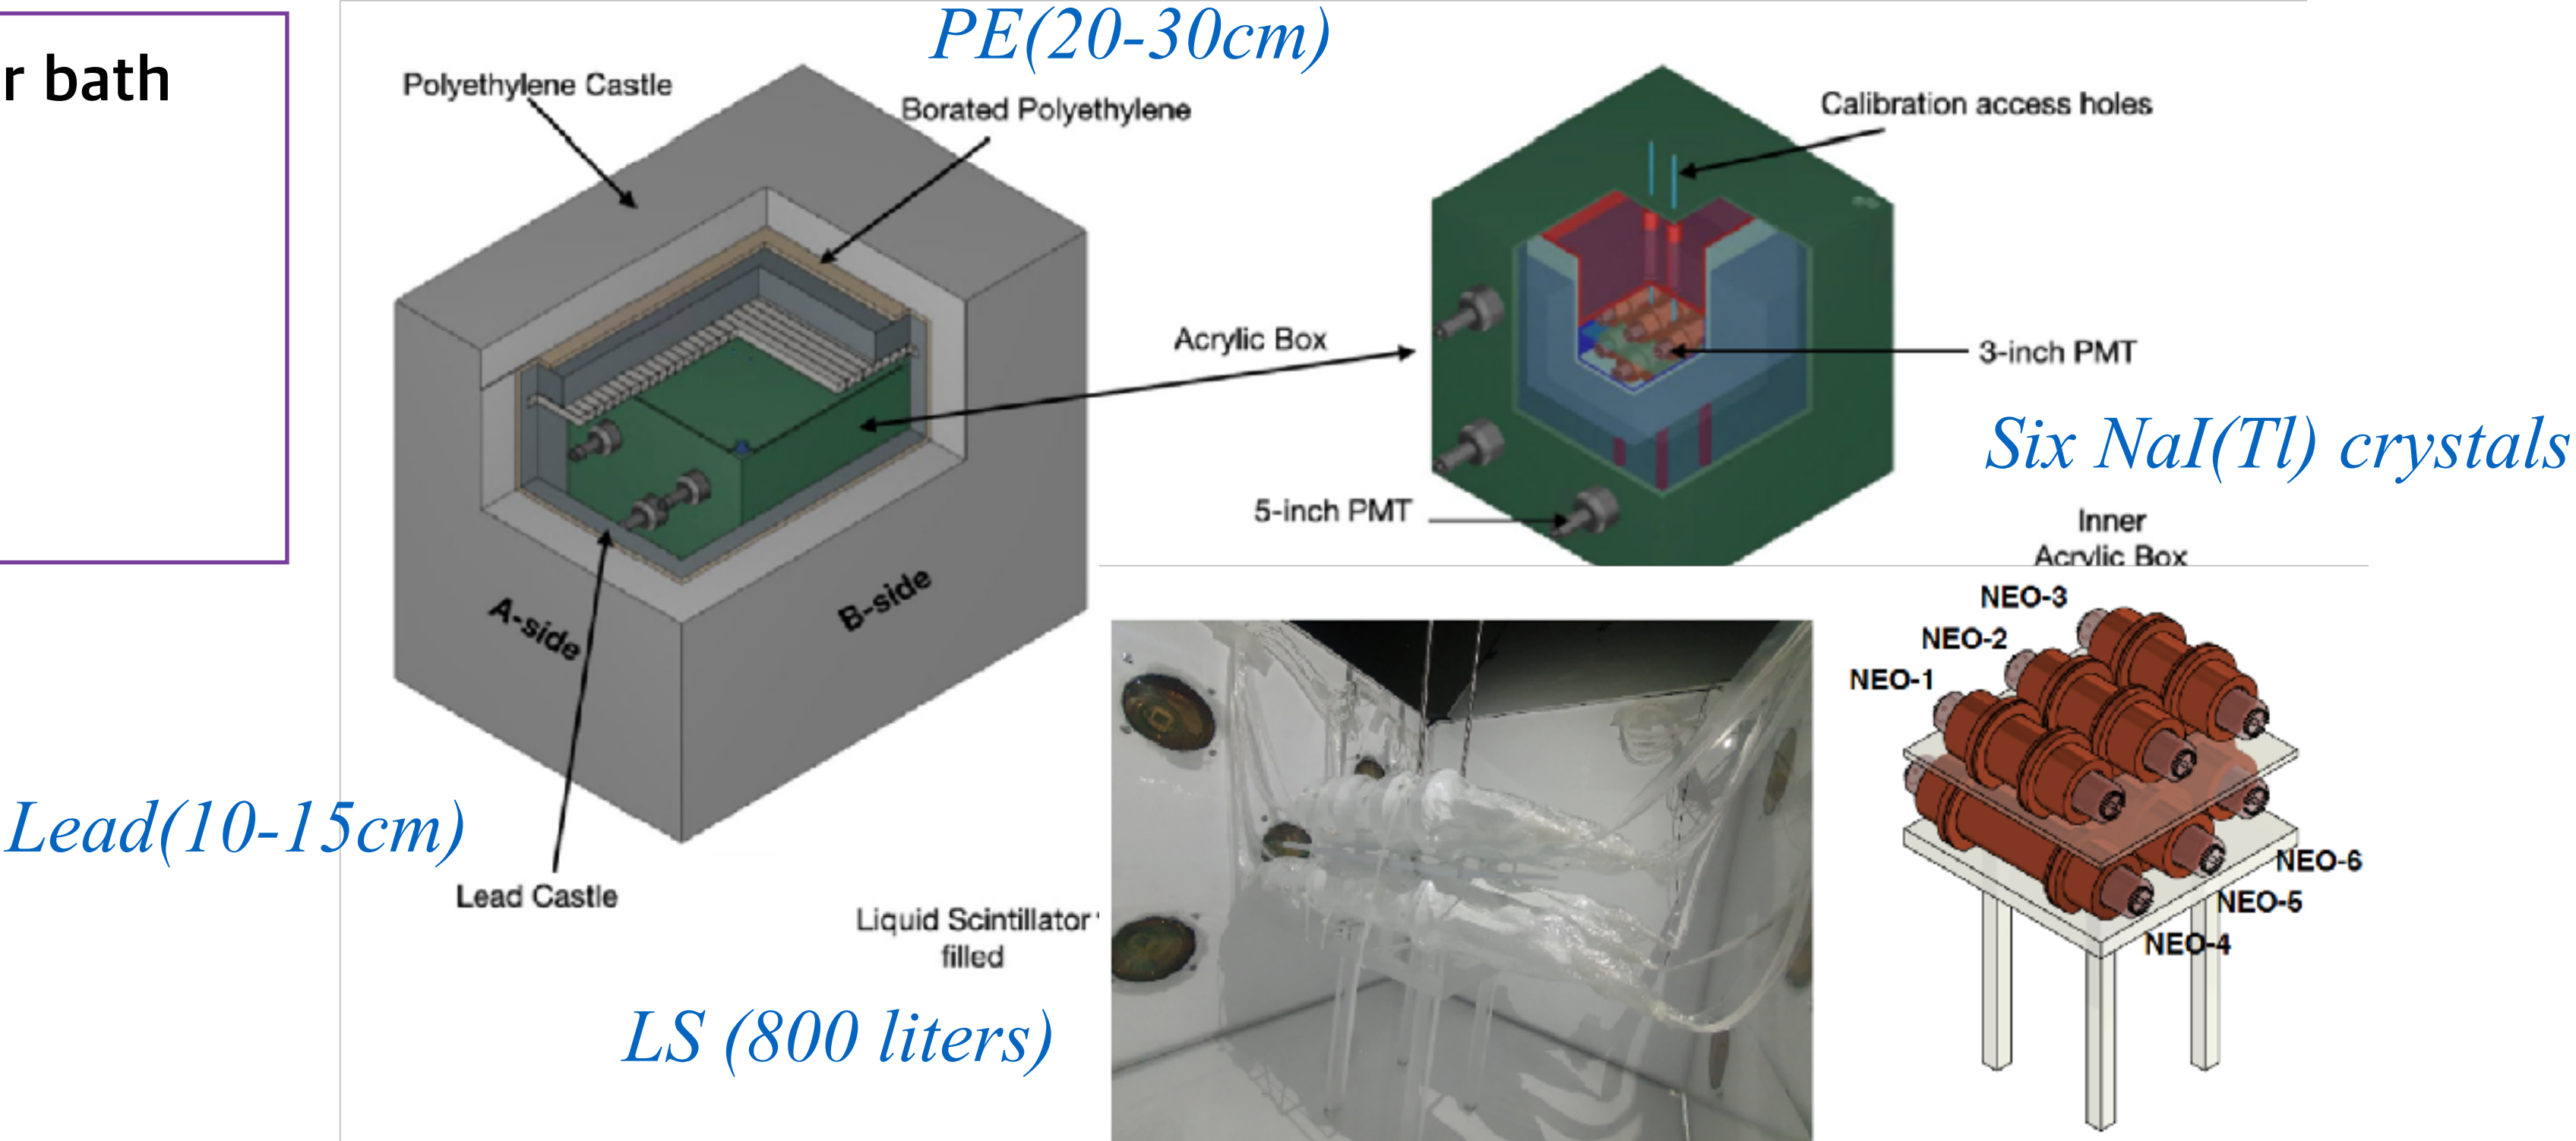 r bath
PE(20-30cm)
Polyethylene Castle
Borated Polyethylene
Calibration access holes
Acrylic Box
3-inch PMT
Six NaI(Tl) crystals
5-inch PMT
Inner
Acrylic Box
A-side
B-side
NEO-3
NEO-2
NEO-1
Lead(10-15cm)
Lead Castle
NEO-6
NEO-5
NEO-4
Liquid Scintillator
filled
LS (800 liters)